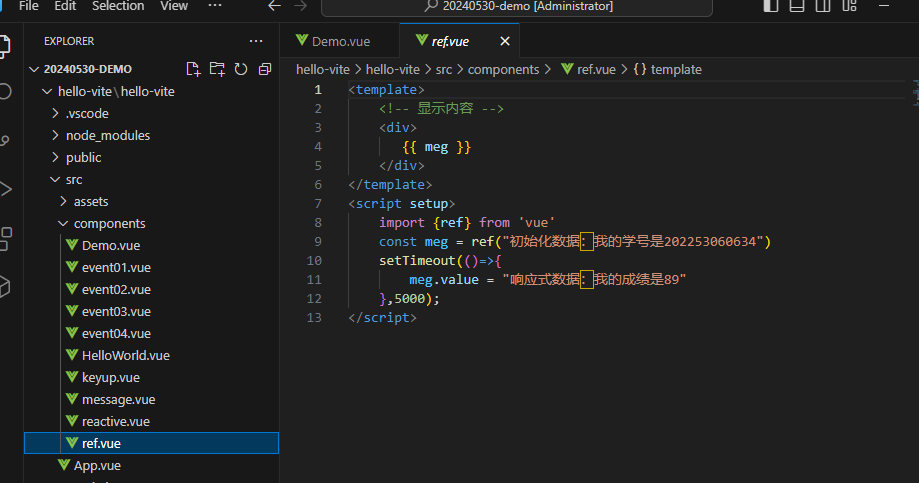 File Edit Selection View ··· 20240530-demo [Administrator]
EXPLORER ···
20240530-DEMO
hello-vite\hello-vite
.vscode
node_modules
public
src
assets
components
Demo.vue
event01.vue
event02.vue
event03.vue
event04.vue
HelloWorld.vue
keyup.vue
message.vue
reactive.vue
ref.vue
App.vue
Demo.vue ref.vue
hello-vite > hello-vite > src > components > ref.vue > {} template
1 <template>
2 <!-- 显示内容 -->
3 <div>
4 {{ meg }}
5 </div>
6 </template>
7 <script setup>
8 import {ref} from 'vue'
9 const meg = ref("初始化数据：我的学号是202253060634")
10 setTimeout(()=>{
11 meg.value = "响应式数据：我的成绩是89"
12 },5000);
13 </script>